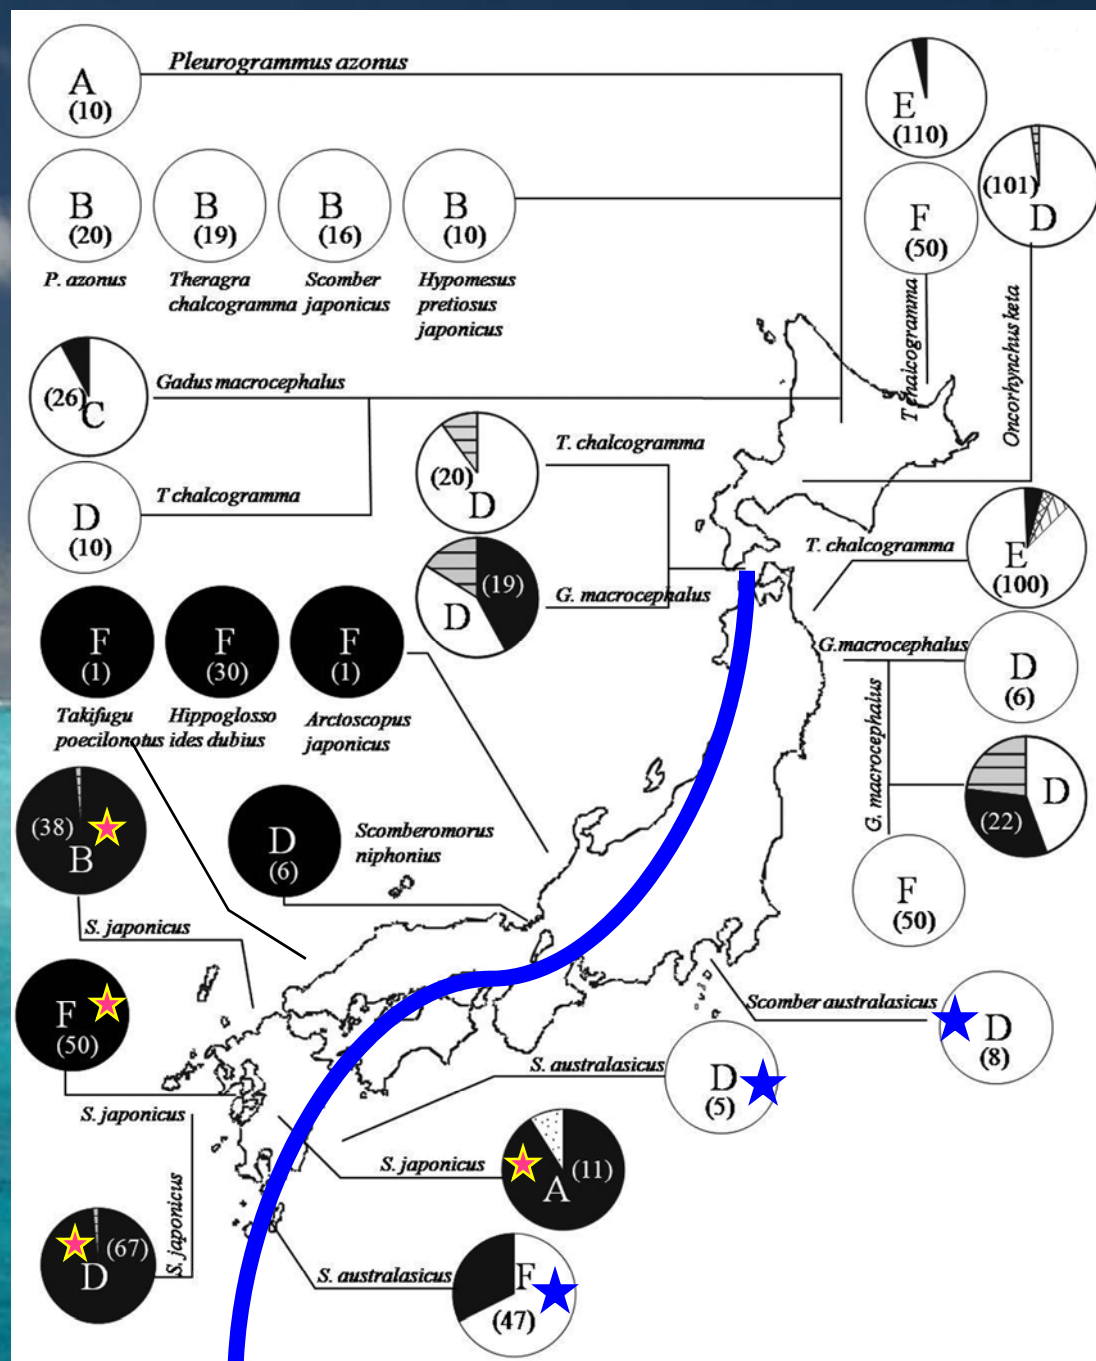 Pleurogrammus azonus
A
(10)
E
(110)
(101)
D
B
(20)
B
(19)
B
(16)
B
(10)
F
(50)
P. azonus
Theragra
chalcogramma
Scomber
japonicus
Hypomesus
pretiosus
japonicus
T chalcogramma
Oncorhynchus keta
Gadus macrocephalus
(26)
C
T. chalcogramma
(20)
D
T chalcogramma
D
(10)
T. chalcogramma
E
(100)
(19)
D
G. macrocephalus
F
(1)
F
(30)
F
(1)
G.macrocephalus
D
(6)
Takifugu
poecilonotus
Hippoglosso
ides dubius
Arctoscopus
japonicus
G. macrocephalus
D
(22)
(38)
B
D
(6)
Scomberomorus
niphonius
F
(50)
S. japonicus
F
(50)
Scomber australasicus
D
(8)
S. australasicus
D
(5)
S. japonicus
S. japonicus
(11)
A
S. japonicus
(67)
D
S. australasicus
F
(47)